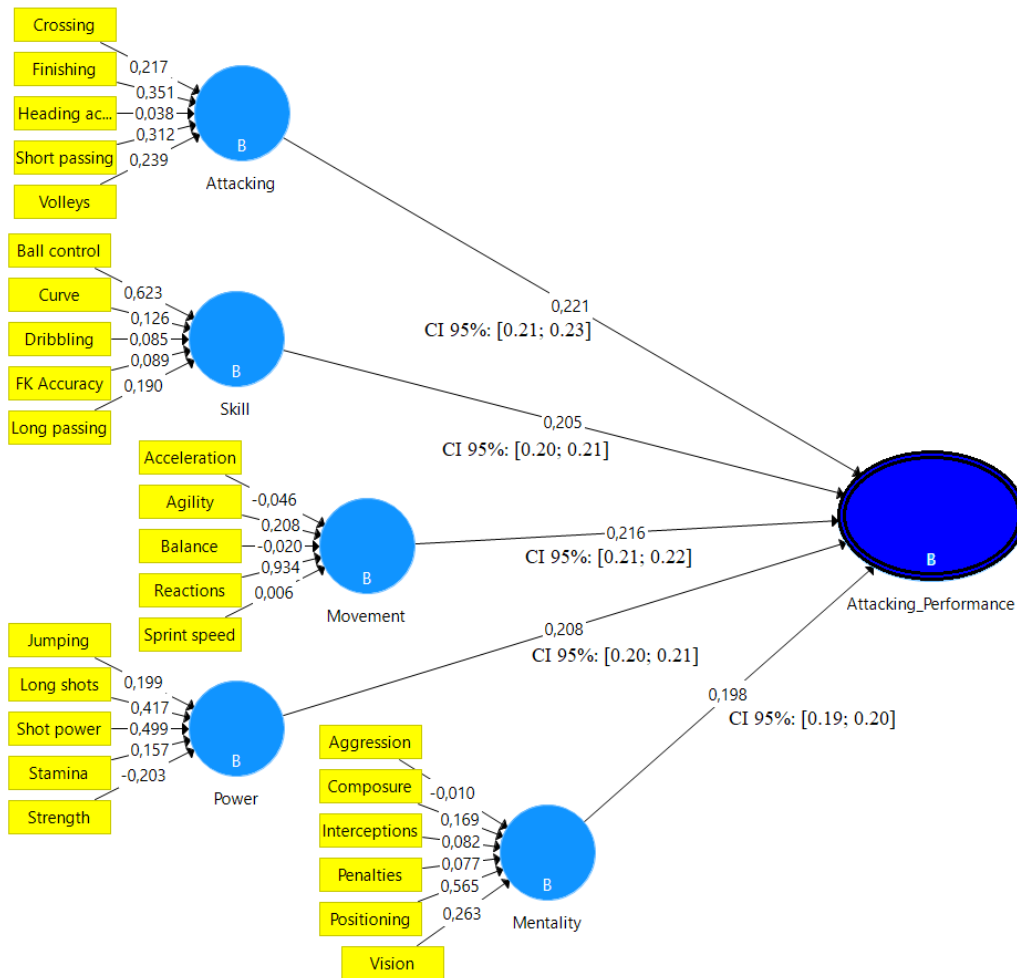 Crossing
0,217
Finishing
0,351
Heading ac...
0,038
Short passing
0,312
Volleys
0,239
B
Attacking
0,221
CI 95%: [0.21; 0.23]
Ball control
0,623
Curve
0,126
Dribbling
0,085
FK Accuracy
0,089
Long passing
0,190
B
Skill
0,205
CI 95%: [0.20; 0.21]
Acceleration
-0,046
Agility
0,208
Balance
-0,020
Reactions
0,934
Sprint speed
0,006
B
Movement
0,216
CI 95%: [0.21; 0.22]
B
Attacking_Performance
Jumping
0,199
Long shots
0,417
Shot power
0,499
Stamina
0,157
Strength
-0,203
B
Power
0,208
CI 95%: [0.20; 0.21]
Aggression
-0,010
Composure
0,169
Interceptions
0,082
Penalties
0,077
Positioning
0,565
Vision
0,263
B
Mentality
0,198
CI 95%: [0.19; 0.20]